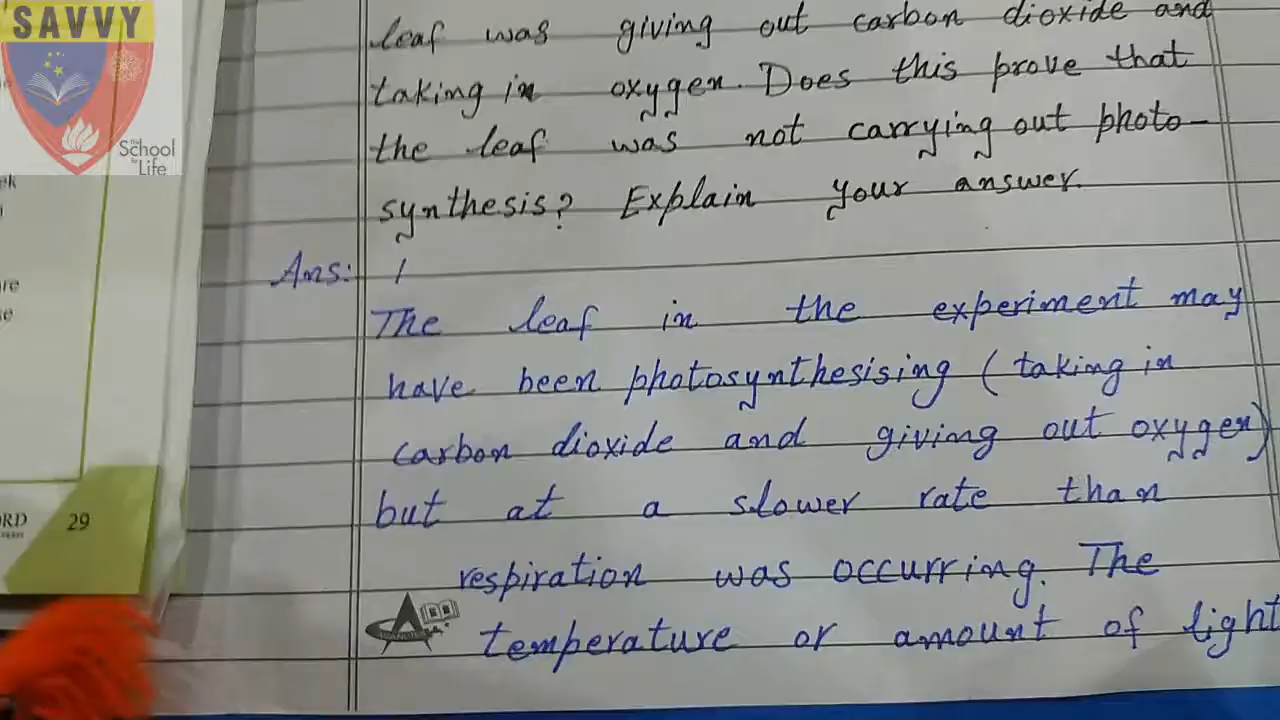 SAVVY
The School
for Life
leaf was giving out carbon dioxide and
taking in oxygen. Does this prove that
the leaf was not carrying out photo-
synthesis? Explain your answer.
Ans:
The leaf in the experiment may
have been photosynthesising (taking in
carbon dioxide and giving out oxygen)
but at a slower rate than
respiration was occurring. The
temperature or amount of light
29